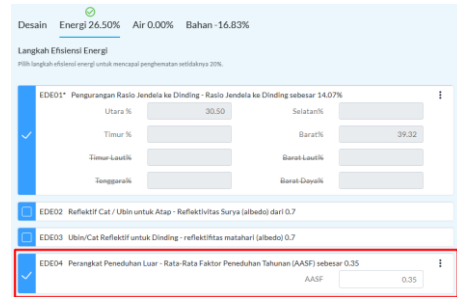 Desain Energi 26.50% Air 0.00% Bahan -16.83%
Langkah Efisiensi Energi
Pilih langkah efisiensi energi untuk mencapai penghematan setidaknya 20%.
EDE01* Pengurangan Rasio Jendela ke Dinding - Rasio Jendela ke Dinding sebesar 14.07%
Utara % 30.50 Selatan%
Timur % Barat% 39.32
Timur Laut% Barat Laut%
Tenggara% Barat Daya%
EDE02 Reflektif Cat / Ubin untuk Atap - Reflektivitas Surya (albedo) dari 0.7
EDE03 Ubin/Cat Reflektif untuk Dinding - reflektifitas matahari (albedo) 0.7
EDE04 Perangkat Peneduhan Luar - Rata-Rata Faktor Peneduhan Tahunan (AASF) sebesar 0.35
AASF 0.35